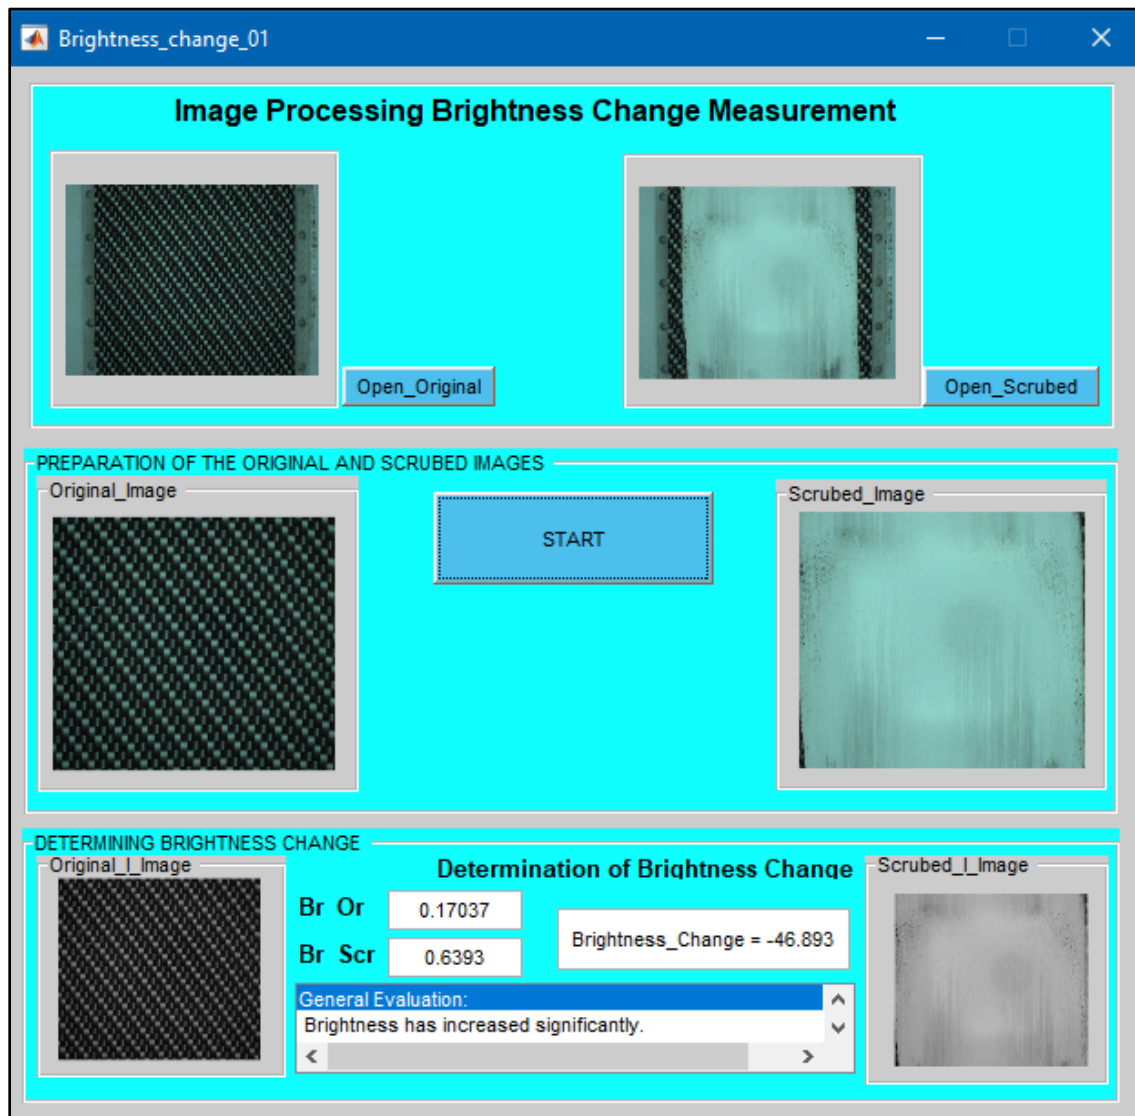 Brightness_change_01
Image Processing Brightness Change Measurement
Open_Original
Open_Scrubed
PREPARATION OF THE ORIGINAL AND SCRUBED IMAGES
Original_Image
START
Scrubed_Image
DETERMINING BRIGHTNESS CHANGE
Original_I_Image
Determination of Brightness Change
Scrubed_I_Image
Br Or
0.17037
Brightness_Change = -46.893
Br Scr
0.6393
General Evaluation:
Brightness has increased significantly.